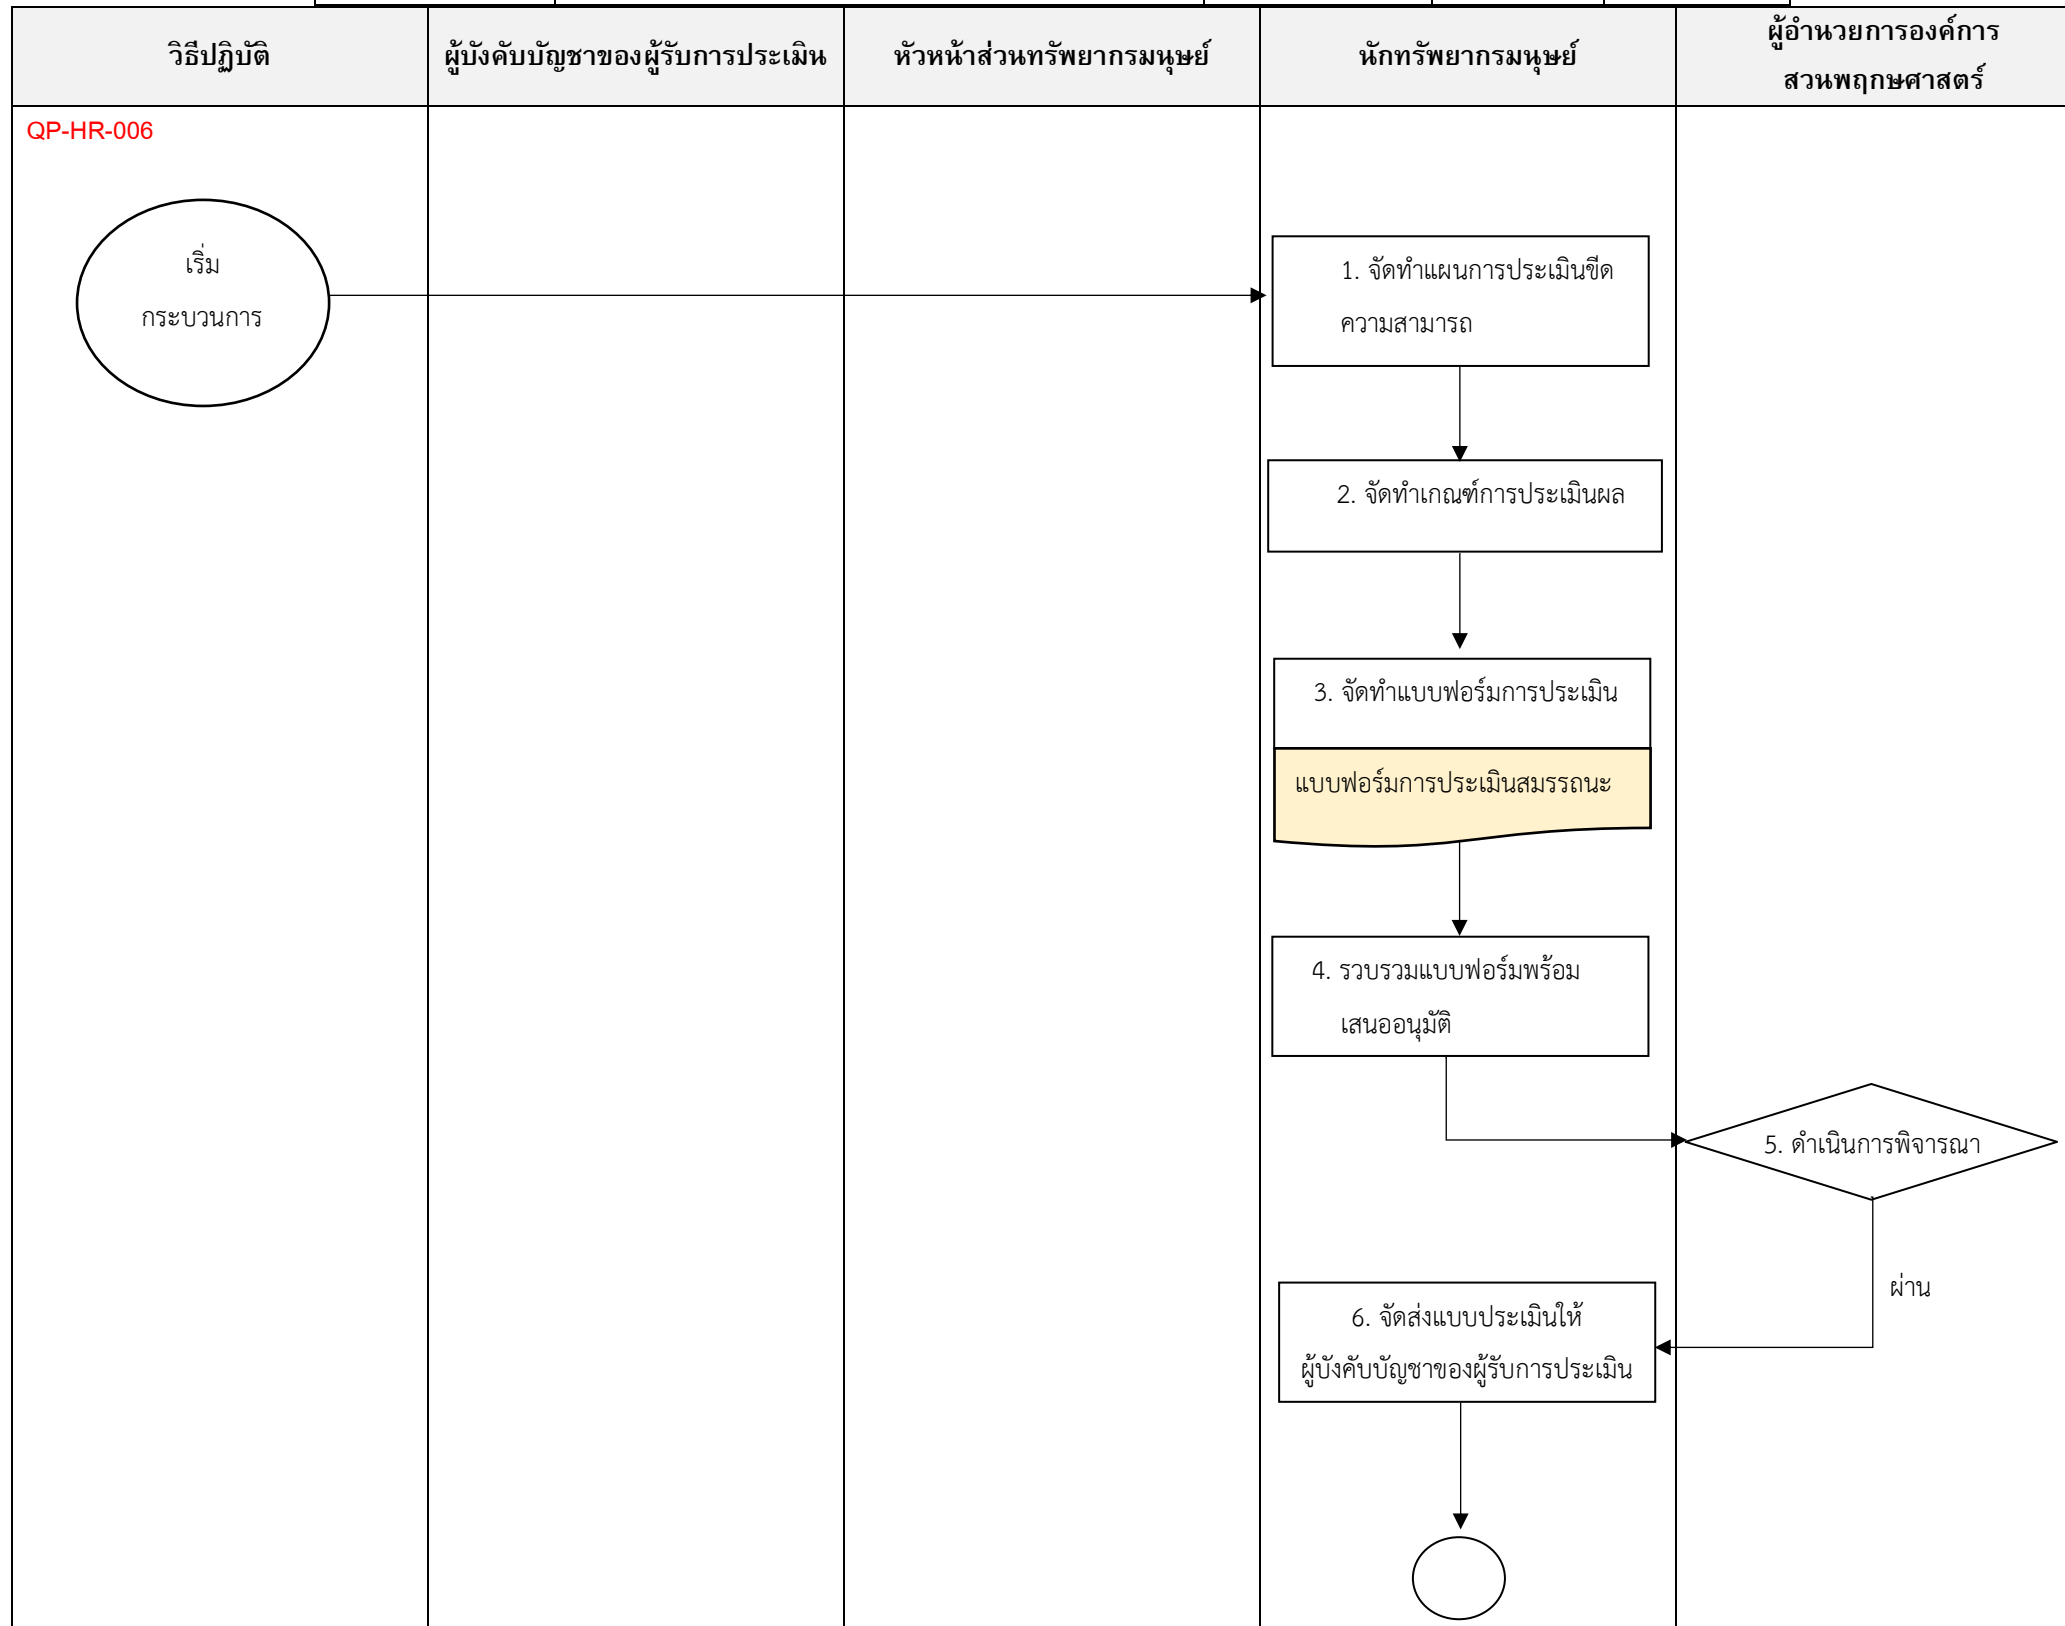 วิธีปฏิบัติ
ผู้บังคับบัญชาของผู้รับการประเมิน
หัวหน้าส่วนทรัพยากรมนุษย์
นักทรัพยากรมนุษย์
ผู้อำนวยการองค์การ
สวนพฤกษศาสตร์
QP-HR-006
เริ่ม
กระบวนการ
1. จัดทำแผนการประเมินขีด
ความสามารถ
2. จัดทำเกณฑ์การประเมินผล
3. จัดทำแบบฟอร์มการประเมิน
แบบฟอร์มการประเมินสมรรถนะ
4. รวบรวมแบบฟอร์มพร้อม
เสนออนุมัติ
5. ดำเนินการพิจารณา
ผ่าน
6. จัดส่งแบบประเมินให้
ผู้บังคับบัญชาของผู้รับการประเมิน